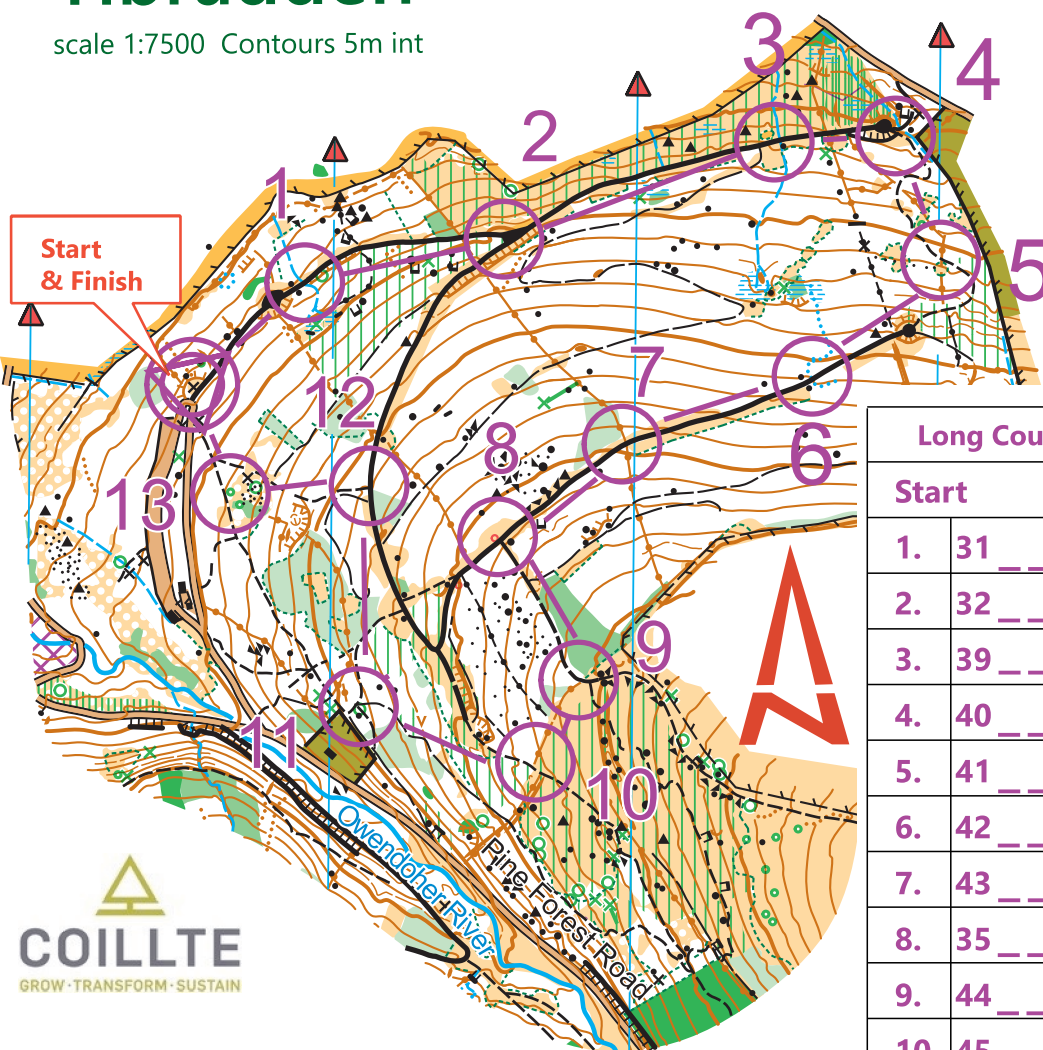 scale 1:7500 Contours 5m int
Start
& Finish
1
2
3
4
5
6
7
8
9
10
11
12
13
Owendoher River
Pine Forest Road
COILLTE
GROW·TRANSFORM·SUSTAIN
Long Cou
Start
1. 31 _ _
2. 32 _ _
3. 39 _ _
4. 40 _ _
5. 41 _ _
6. 42 _ _
7. 43 _ _
8. 35 _ _
9. 44 _ _
10. 45